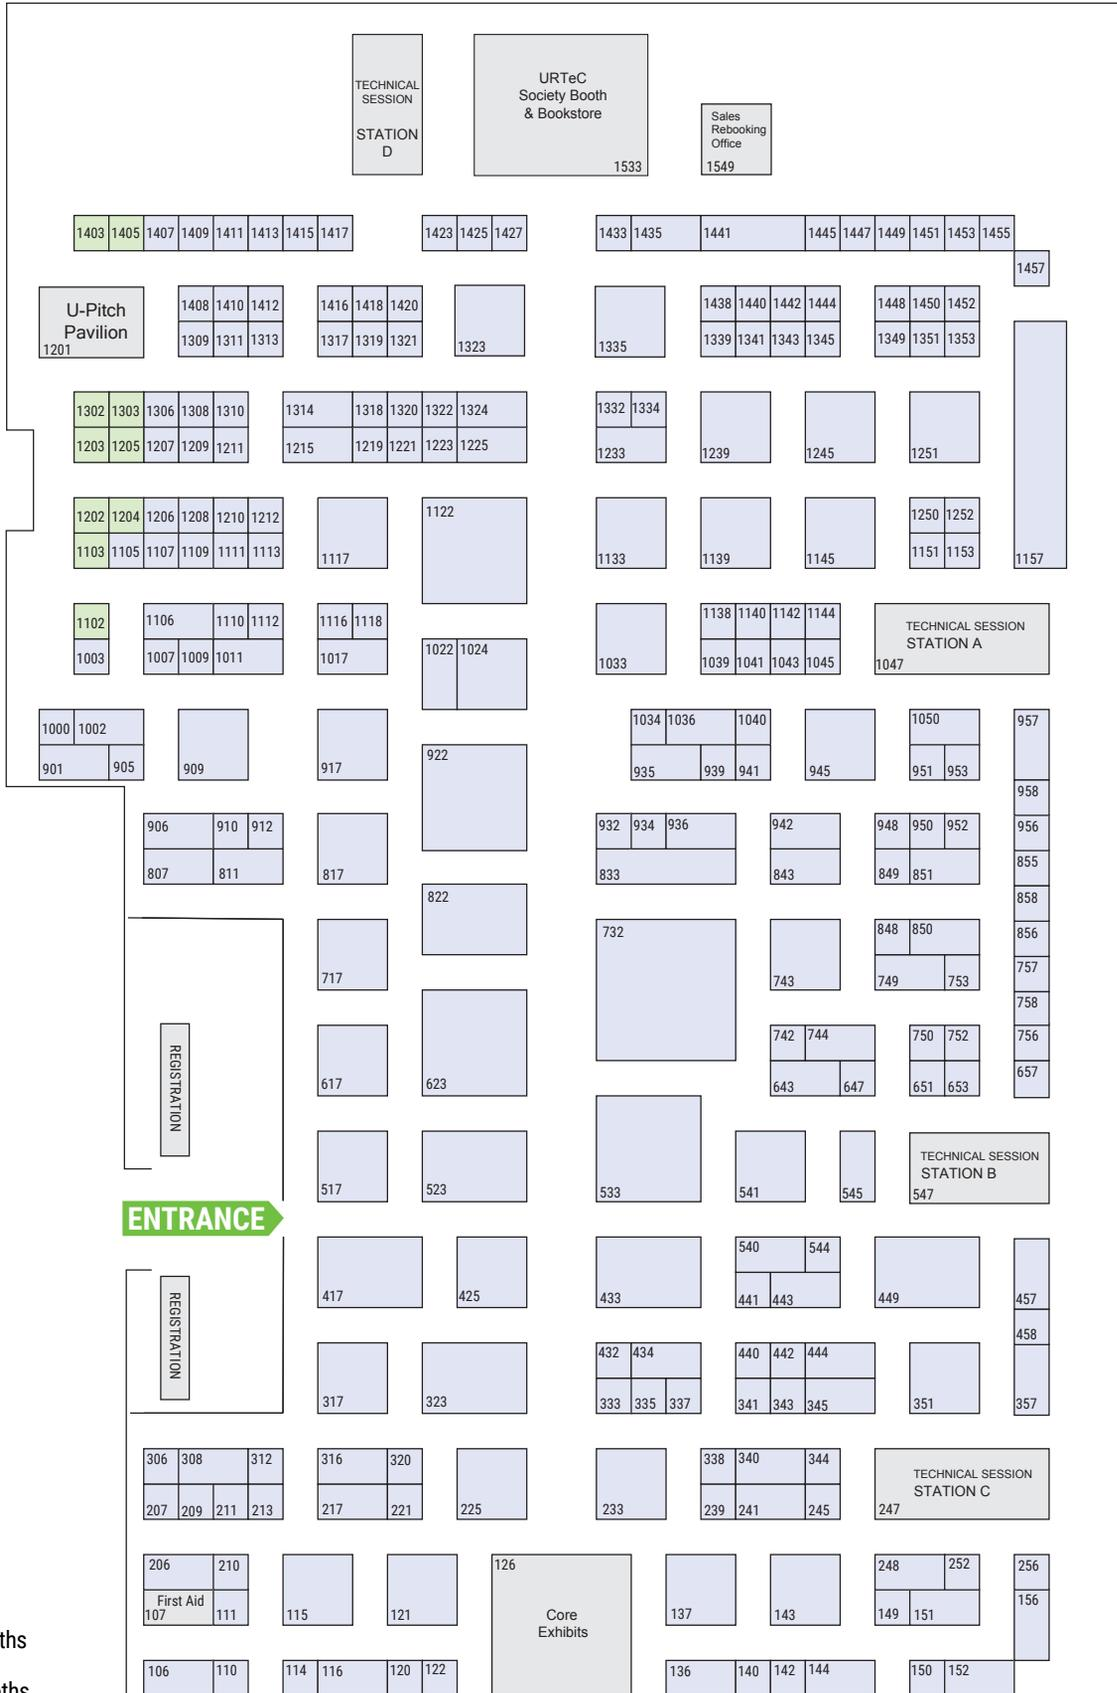 TECHNICAL
SESSION
STATION
D
URTeC
Society Booth
& Bookstore
1533
Sales
Rebooking
Office
1549
1403 1405 1407 1409 1411 1413 1415 1417 1423 1425 1427 1433 1435 1441 1445 1447 1449 1451 1453 1455
1457
U-Pitch
Pavilion
1201
1408 1410 1412 1416 1418 1420 1438 1440 1442 1444 1448 1450 1452
1309 1311 1313 1317 1319 1321 1323 1335 1339 1341 1343 1345 1349 1351 1353
1302 1303 1306 1308 1310 1314 1318 1320 1322 1324 1332 1334
1203 1205 1207 1209 1211 1215 1219 1221 1223 1225 1233 1239 1245 1251
1202 1204 1206 1208 1210 1212 1122 1250 1252
1103 1105 1107 1109 1111 1113 1117 1133 1139 1145 1151 1153 1157
1102 1106 1110 1112 1116 1118 1138 1140 1142 1144
TECHNICAL SESSION
STATION A
1047
1003 1007 1009 1011 1017 1022 1024 1033 1039 1041 1043 1045
1000 1002 1034 1036 1040 1050 957
901 905 909 917 922 935 939 941 945 951 953
958
906 910 912 932 934 936 942 948 950 952 956
807 811 817 833 843 849 851 855
822 858
732 848 850 856
717 743 749 753 757
758
REGISTRATION
742 744 750 752 756
617 623 643 647 651 653 657
TECHNICAL SESSION
STATION B
547
517 523 533 541 545
ENTRANCE
540 544
417 425 433 441 443 449 457
458
REGISTRATION
432 434 440 442 444
317 323 333 335 337 341 343 345 351 357
306 308 312 316 320 338 340 344
TECHNICAL SESSION
STATION C
247
207 209 211 213 217 221 225 233 239 241 245
206 210 126 248 252 256
First Aid
107 111 115 121
Core
Exhibits
137 143 149 151 156
ths
106 110 114 116 120 122 136 140 142 144 150 152